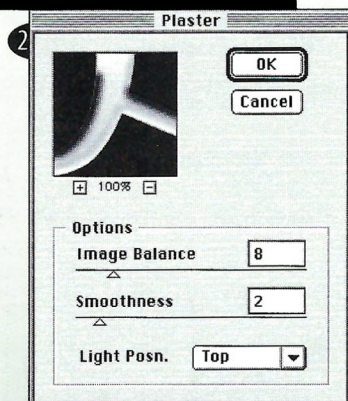 2
Plaster
OK
Cancel
+ 100% -
Options
Image Balance 8
Smoothness 2
Light Posn. Top